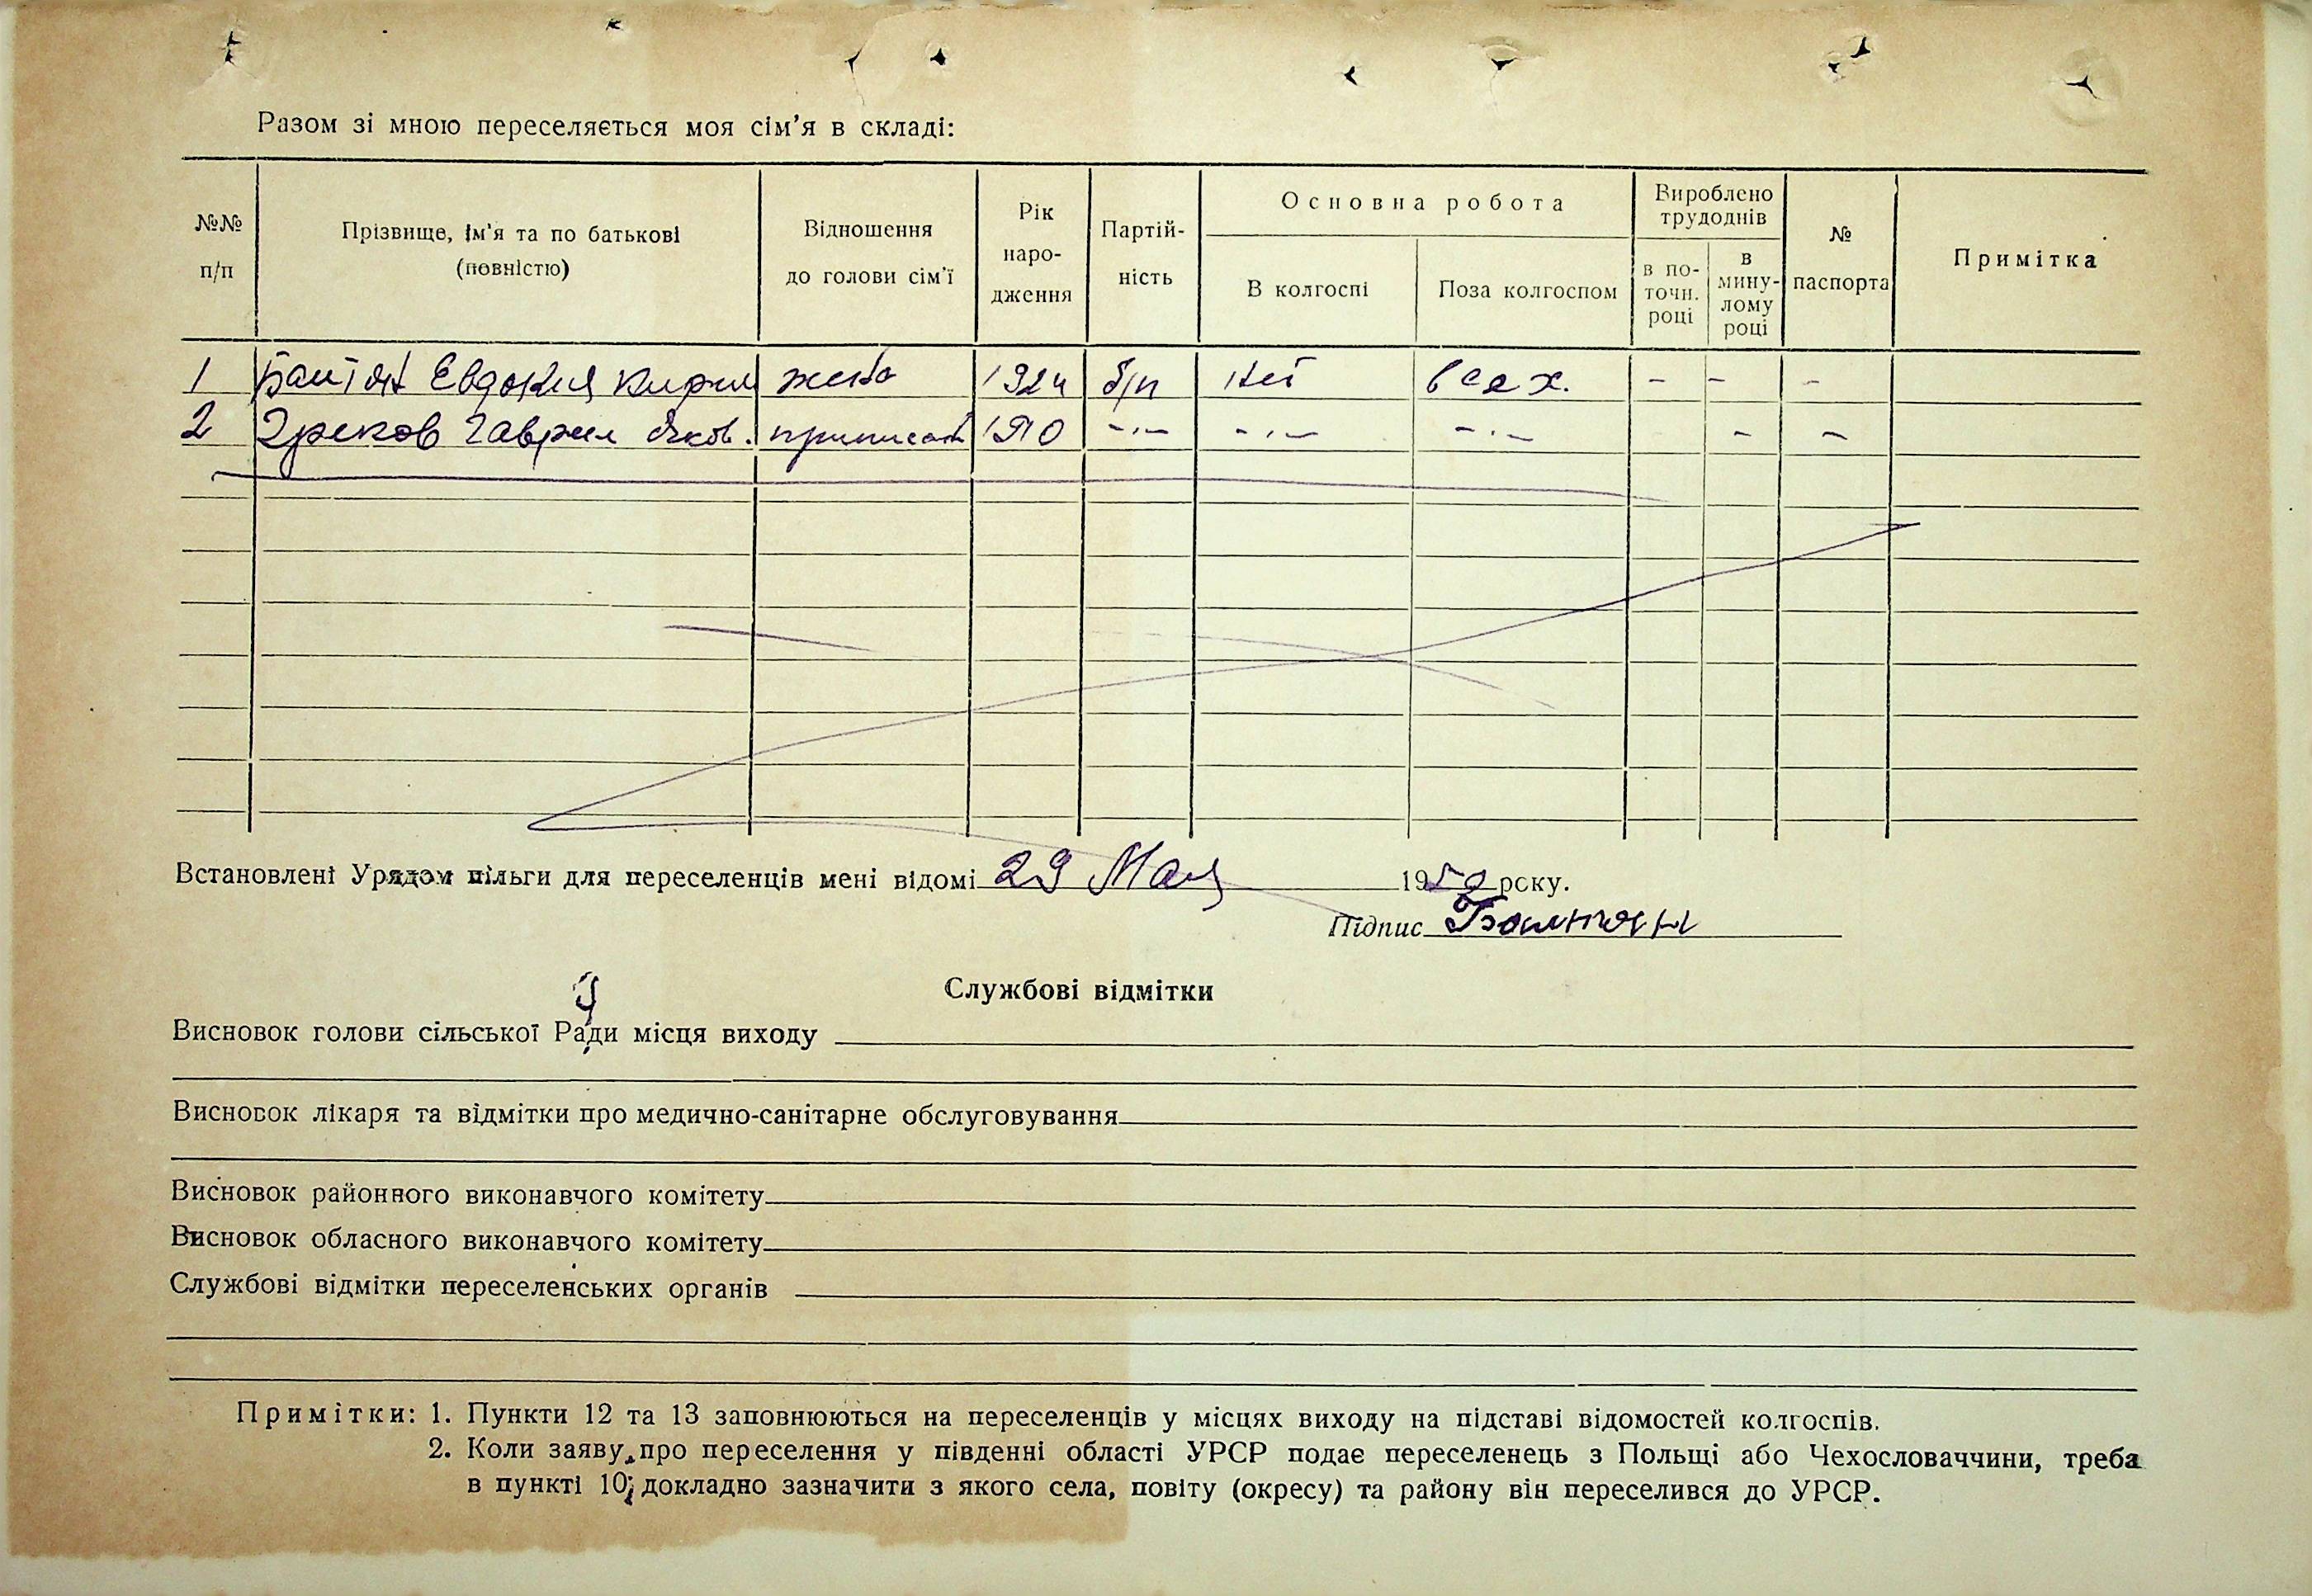 Разом зі мною переселяється моя сім'я в складі:
№№ п/п
Прізвище, ім'я та по батькові (повністю)
Відношення до голови сім'ї
Рік народження
Партійність
Основна робота
В колгоспі
Поза колгоспом
Вироблено трудоднів
в поточн. році
в минулому році
№ паспорта
Примітка
1 Евдокия жена 1924 б/п нет - - -
2 Греков Гаврил Яков. 1910 -"- -"- -"- - -
Встановлені Урядом пільги для переселенців мені відомі 29 Мая 1950 року.
Підпис
Службові відмітки
Висновок голови сільської Ради місця виходу
Висновок лікаря та відмітки про медично-санітарне обслуговування
Висновок районного виконавчого комітету
Висновок обласного виконавчого комітету
Службові відмітки переселенських органів
Примітки: 1. Пункти 12 та 13 заповнюються на переселенців у місцях виходу на підставі відомостей колгоспів.
2. Коли заяву про переселення у південні області УРСР подає переселенець з Польщі або Чехословаччини, треба
в пункті 10 докладно зазначити з якого села, повіту (окресу) та району він переселився до УРСР.